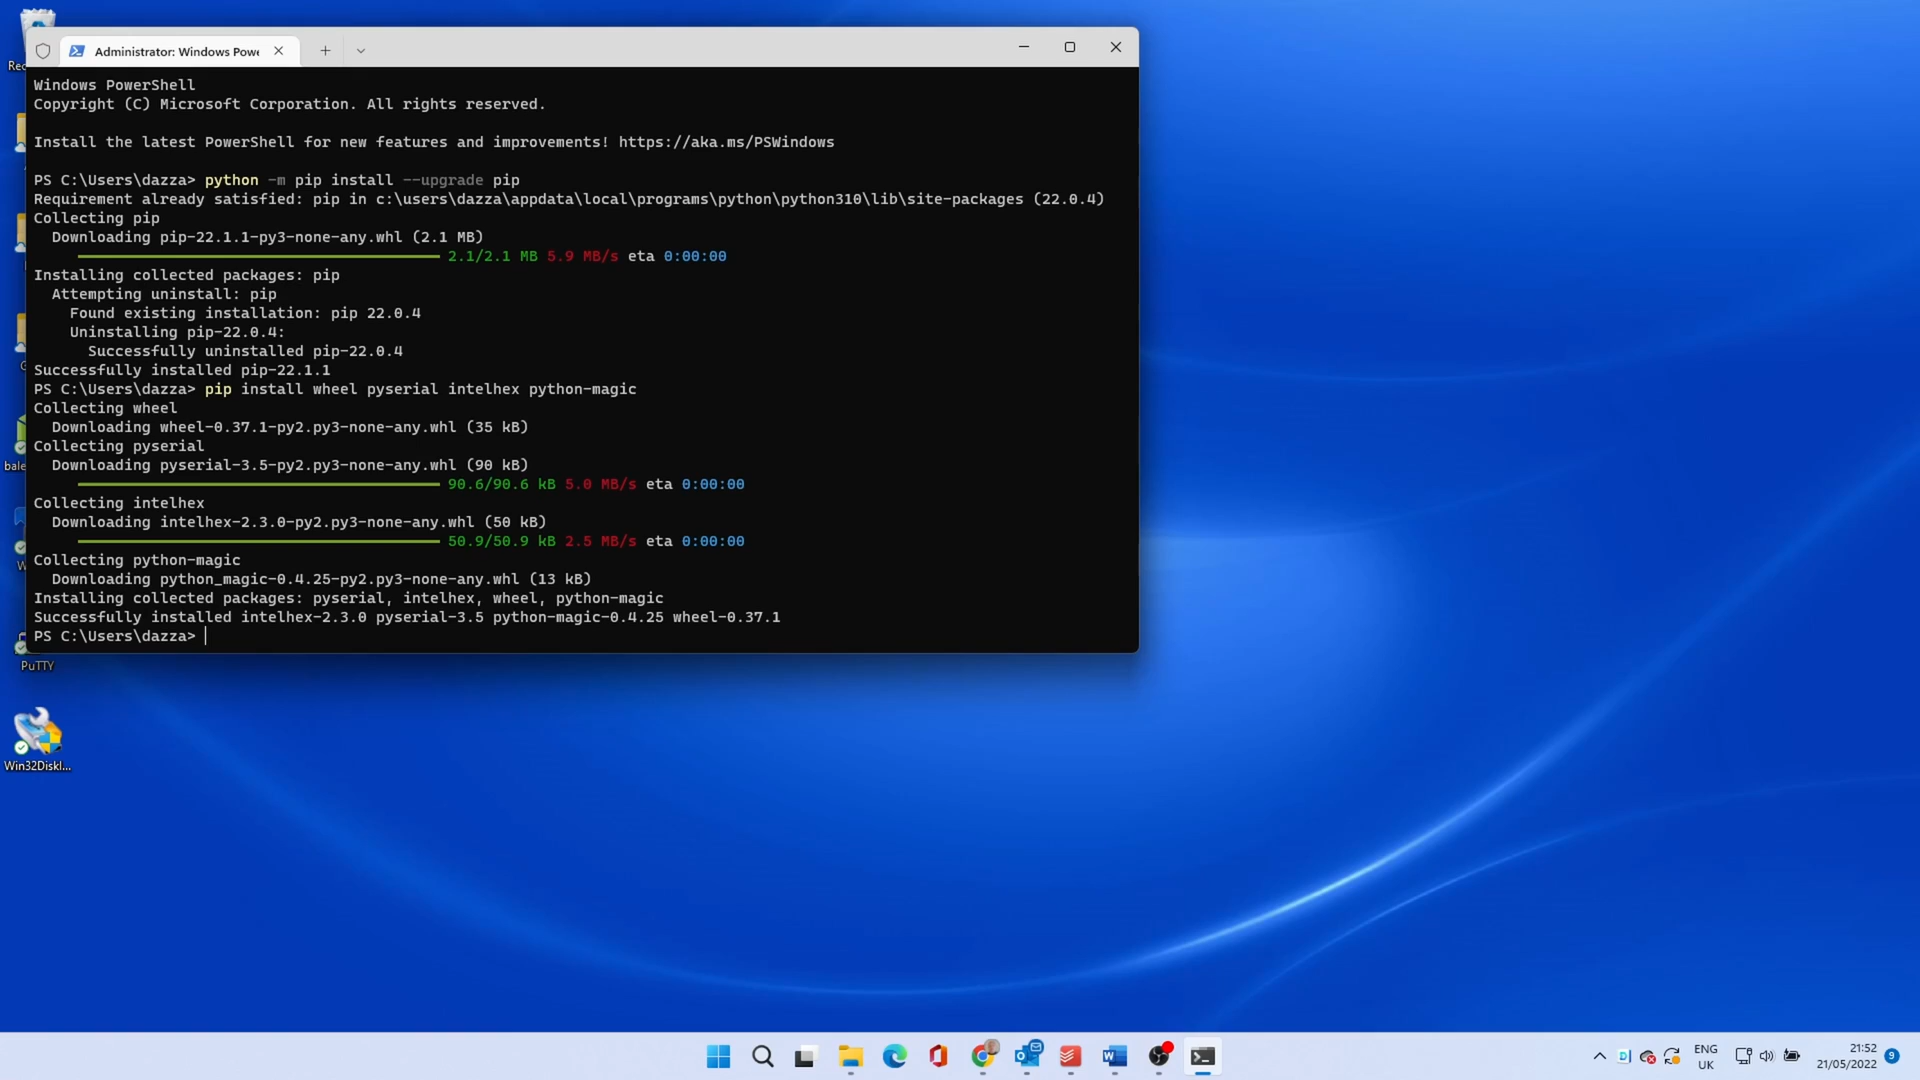 Administrator: Windows Powe
Windows PowerShell
Copyright (C) Microsoft Corporation. All rights reserved.
Install the latest PowerShell for new features and improvements! https://aka.ms/PSWindows
PS C:\Users\dazza> python -m pip install --upgrade pip
Requirement already satisfied: pip in c:\users\dazza\appdata\local\programs\python\python310\lib\site-packages (22.0.4)
Collecting pip
Downloading pip-22.1.1-py3-none-any.whl (2.1 MB)
2.1/2.1 MB 5.9 MB/s eta 0:00:00
Installing collected packages: pip
Attempting uninstall: pip
Found existing installation: pip 22.0.4
Uninstalling pip-22.0.4:
Successfully uninstalled pip-22.0.4
Successfully installed pip-22.1.1
PS C:\Users\dazza> pip install wheel pyserial intelhex python-magic
Collecting wheel
Downloading wheel-0.37.1-py2.py3-none-any.whl (35 kB)
Collecting pyserial
Downloading pyserial-3.5-py2.py3-none-any.whl (90 kB)
90.6/90.6 kB 5.0 MB/s eta 0:00:00
Collecting intelhex
Downloading intelhex-2.3.0-py2.py3-none-any.whl (50 kB)
50.9/50.9 kB 2.5 MB/s eta 0:00:00
Collecting python-magic
Downloading python_magic-0.4.25-py2.py3-none-any.whl (13 kB)
Installing collected packages: pyserial, intelhex, wheel, python-magic
Successfully installed intelhex-2.3.0 pyserial-3.5 python-magic-0.4.25 wheel-0.37.1
PS C:\Users\dazza>
Rec
bale
PuTTY
Win32DiskI...
ENG
UK
21:52
21/05/2022
9